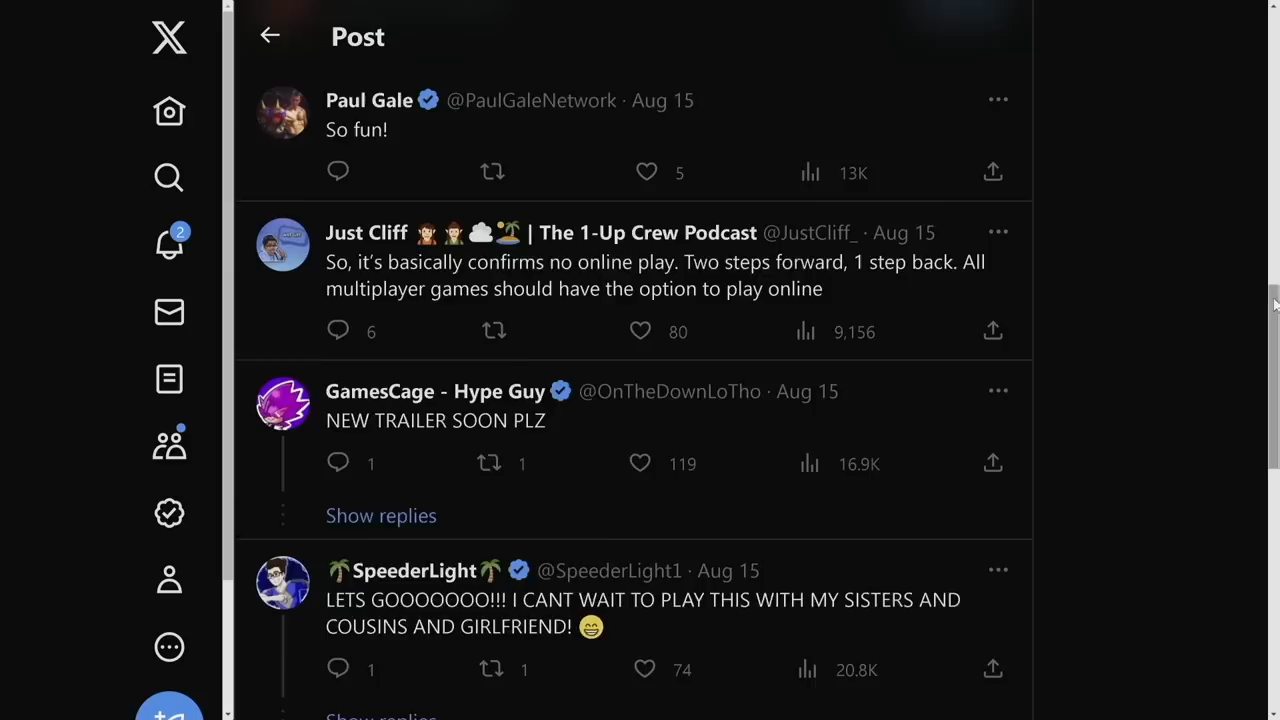 Post
Paul Gale @PaulGaleNetwork · Aug 15
So fun!
5 13K
Just Cliff | The 1-Up Crew Podcast @JustCliff_ · Aug 15
So, it's basically confirms no online play. Two steps forward, 1 step back. All
multiplayer games should have the option to play online
6 80 9,156
GamesCage - Hype Guy @OnTheDownLoTho · Aug 15
NEW TRAILER SOON PLZ
1 1 119 16.9K
Show replies
2
🌴SpeederLight🌴 @SpeederLight1 · Aug 15
LETS GOOOOOOO!!! I CANT WAIT TO PLAY THIS WITH MY SISTERS AND
COUSINS AND GIRLFRIEND! 😄
1 1 74 20.8K
Show replies